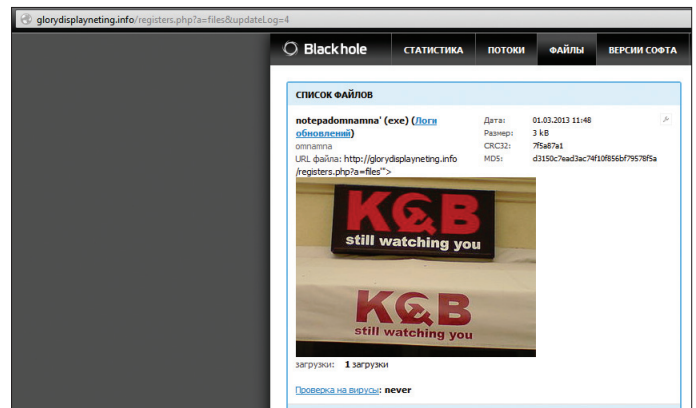 glorydisplayneting.info/registers.php?a=files&updateLog=4
Blackhole СТАТИСТИКА ПОТОКИ ФАЙЛЫ ВЕРСИИ СОФТА
СПИСОК ФАЙЛОВ
notepadomnamna' (exe) (Логи
обновлений)
omnamna
URL файла: http://glorydisplayneting.info
/registers.php?a=files'">
Дата: 01.03.2013 11:48
Размер: 3 kB
CRC32: 7f5a87a1
MD5: d3150c7ead3ac74f10f856bf79578f5a
KGB
still watching you
KGB
still watching you
загрузки: 1 загрузки
Проверка на вирусы: never